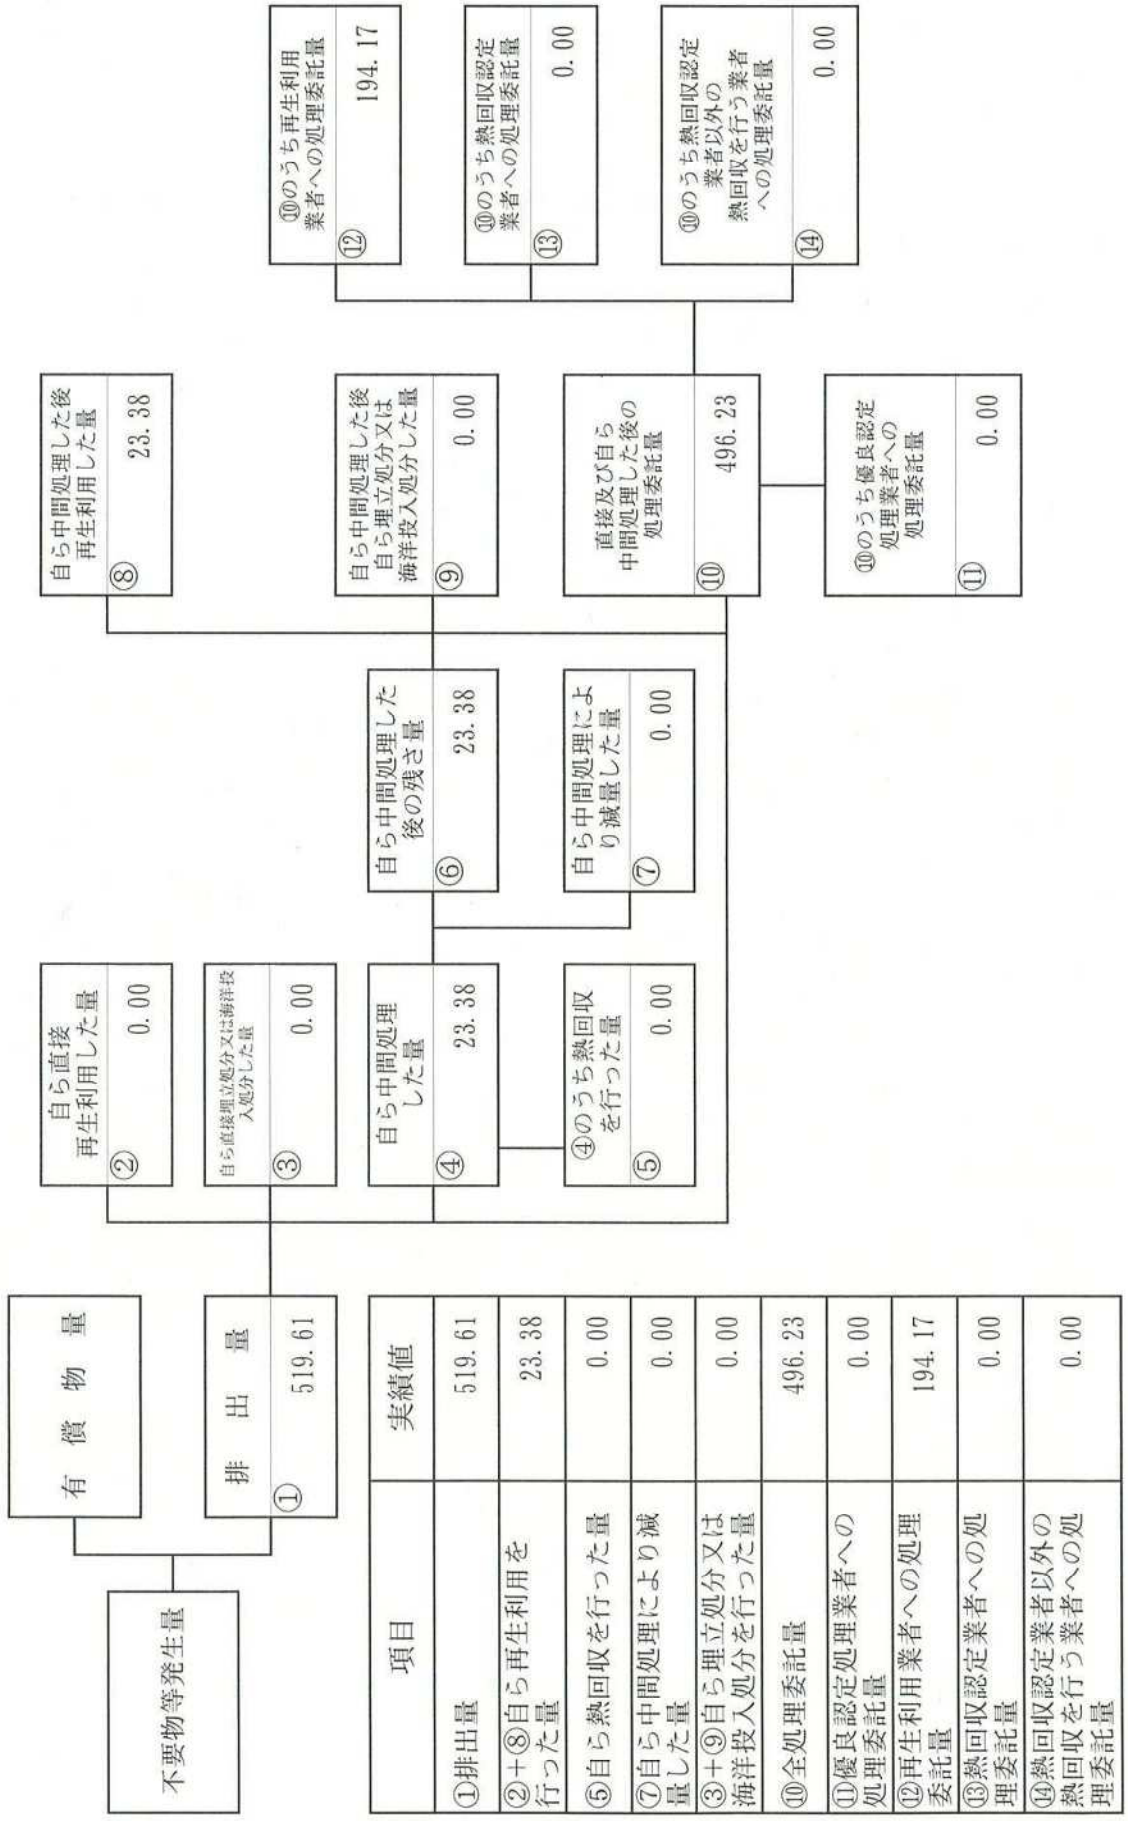 不要物等発生量
有償物量
排出量
①
519.61
自ら直接
再生利用した量
②
0.00
自ら直接埋立処分又は海洋投
入処分した量
③
0.00
自ら中間処理
した量
④
23.38
④のうち熱回収
を行った量
⑤
0.00
自ら中間処理した
後の残さ量
⑥
23.38
自ら中間処理によ
り減量した量
⑦
0.00
自ら中間処理した後
再生利用した量
⑧
23.38
自ら中間処理した後
自ら埋立処分又は
海洋投入処分した量
⑨
0.00
直接及び自ら
中間処理した後の
処理委託量
⑩
496.23
⑩のうち優良認定
処理業者への
処理委託量
⑪
0.00
⑩のうち再生利用
業者への処理委託量
⑫
194.17
⑩のうち熱回収認定
業者への処理委託量
⑬
0.00
⑩のうち熱回収認定
業者以外の
熱回収を行う業者
への処理委託量
⑭
0.00
項目
実績値
①排出量
519.61
②+⑧自ら再生利用を
行った量
23.38
⑤自ら熱回収を行った量
0.00
⑦自ら中間処理により減
量した量
0.00
③+⑨自ら埋立処分又は
海洋投入処分を行った量
0.00
⑩全処理委託量
496.23
⑪優良認定処理業者への
処理委託量
0.00
⑫再生利用業者への処理
委託量
194.17
⑬熱回収認定業者への処
理委託量
0.00
⑭熱回収認定業者以外の
熱回収を行う業者への処
理委託量
0.00